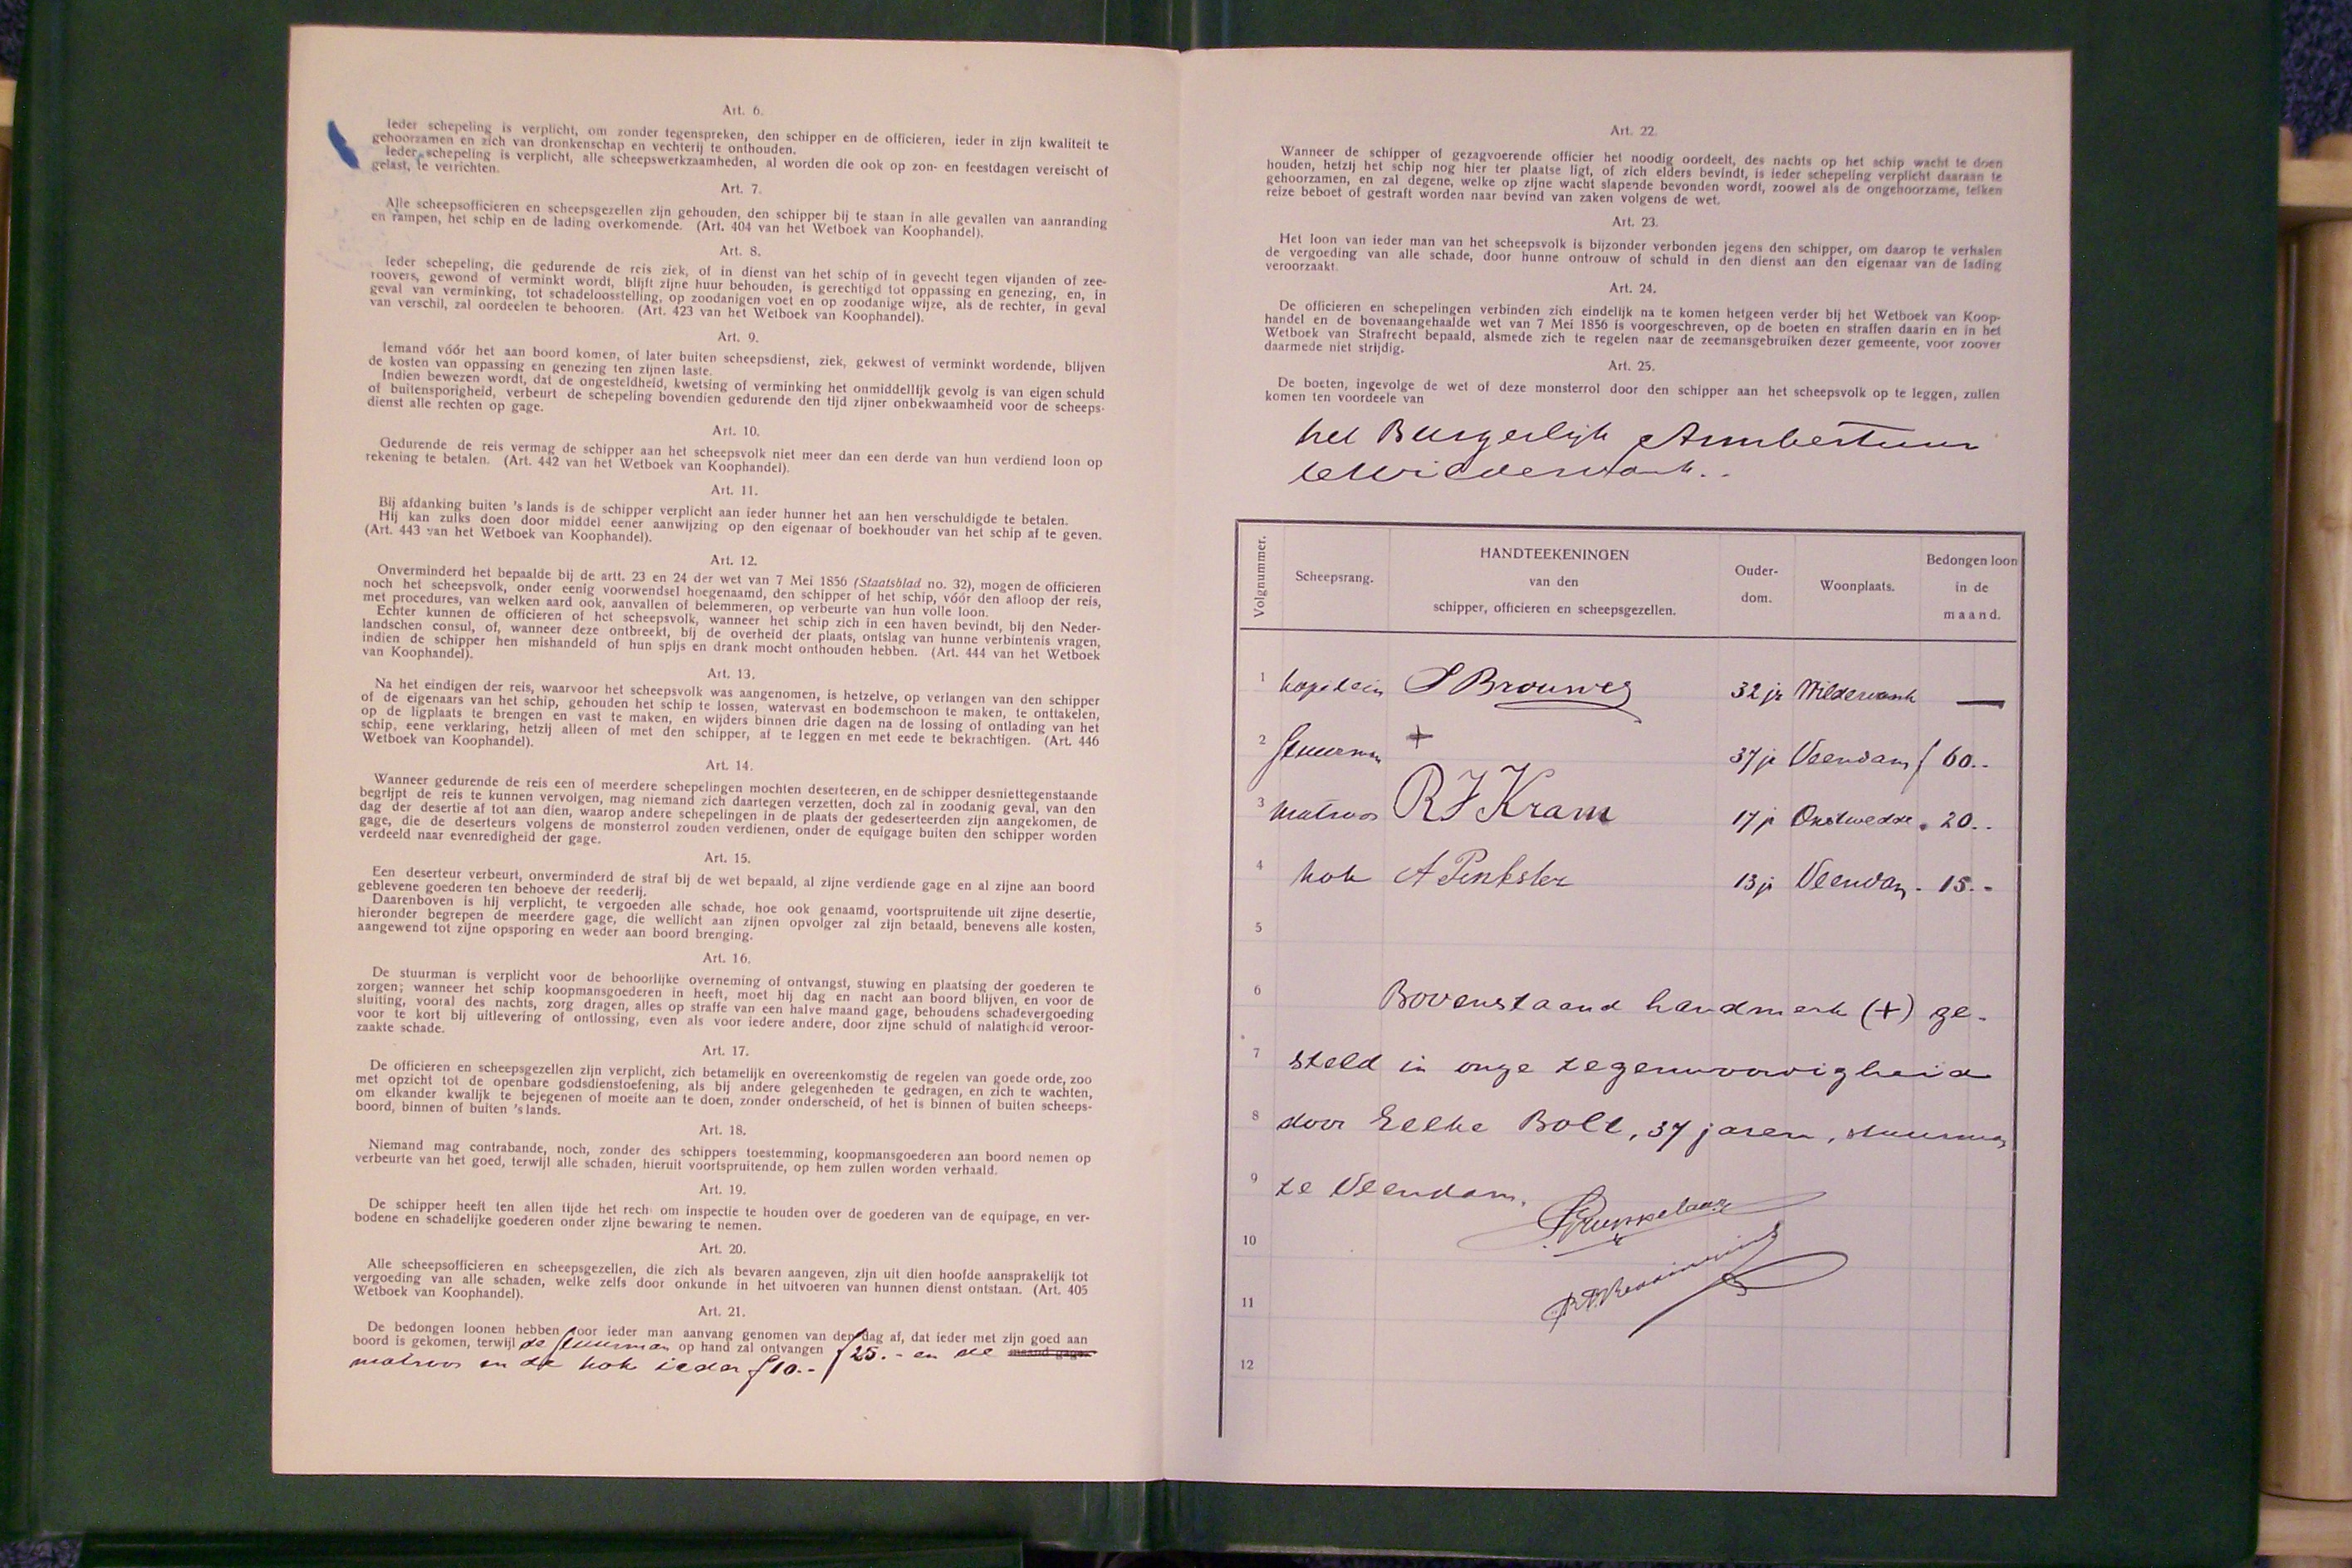 Art. 6.
Ieder schepeling is verplicht, om zonder tegenspreken, den schipper en de officieren, ieder in zijn kwaliteit te
gehoorzamen en zich van dronkenschap en vechterij te onthouden.
Ieder schepeling is verplicht, alle scheepswerkzaamheden, al worden die ook op zon- en feestdagen vereischt of
gelast, te verrichten.
Art. 7.
Alle scheepsofficieren en scheepsgezellen zijn gehouden, den schipper bij te staan in alle gevallen van aanranding
en rampen, het schip en de lading overkomende. (Art. 404 van het Wetboek van Koophandel).
Art. 8.
Ieder schepeling, die gedurende de reis ziek, of in dienst van het schip of in gevecht tegen vijanden of zee-
roovers, gewond of verminkt wordt, blijft zijne huur behouden, is gerechtigd tot oppassing en genezing, en, in
geval van verminking, tot schadeloosstelling, op zoodanigen voet en op zoodanige wijze, als de rechter, in geval
van verschil, zal oordeelen te behooren. (Art. 423 van het Wetboek van Koophandel).
Art. 9.
Iemand vóór het aan boord komen, of later buiten scheepsdienst, ziek, gekwest of verminkt wordende, blijven
de kosten van oppassing en genezing ten zijnen laste.
Indien bewezen wordt, dat de ongesteldheid, kwetsing of verminking het onmiddellijk gevolg is van eigen schuld
of buitensporigheid, verbeurt de schepeling bovendien gedurende den tijd zijner onbekwaamheid voor de scheeps-
dienst alle rechten op gage.
Art. 10.
Gedurende de reis vermag de schipper aan het scheepsvolk niet meer dan een derde van hun verdiend loon op
rekening te betalen. (Art. 442 van het Wetboek van Koophandel).
Art. 11.
Bij afdanking buiten 's lands is de schipper verplicht aan ieder hunner het aan hen verschuldigde te betalen.
Hij kan zulks doen door middel eener aanwijzing op den eigenaar of boekhouder van het schip af te geven.
(Art. 443 van het Wetboek van Koophandel).
Art. 12.
Onverminderd het bepaalde bij de artt. 23 en 24 der wet van 7 Mei 1856 (Staatsblad no. 32), mogen de officieren
noch het scheepsvolk, onder eenig voorwendsel hoegenaamd, den schipper of het schip, vóór den afloop der reis,
met procedures, van welken aard ook, aanvallen of belemmeren, op verbeurte van hun volle loon.
Echter kunnen de officieren of het scheepsvolk, wanneer het schip zich in een haven bevindt, bij den Neder-
landschen consul, of, wanneer deze ontbreekt, bij de overheid der plaats, ontslag van hunne verbintenis vragen,
indien de schipper hen mishandeld of hun spijs en drank mocht onthouden hebben. (Art. 444 van het Wetboek
van Koophandel).
Art. 13.
Na het eindigen der reis, waarvoor het scheepsvolk was aangenomen, is hetzelve, op verlangen van den schipper
of de eigenaars van het schip, gehouden het schip te lossen, watervast en bodemschoon te maken, te onttakelen,
op de ligplaats te brengen en vast te maken, en wijders binnen drie dagen na de lossing of ontlading van het
schip, eene verklaring, hetzij alleen of met den schipper, af te leggen en met eede te bekrachtigen. (Art. 446
Wetboek van Koophandel).
Art. 14.
Wanneer gedurende de reis een of meerdere schepelingen mochten deserteeren, en de schipper desniettegenstaande
begrijpt de reis te kunnen vervolgen, mag niemand zich daartegen verzetten, doch zal in zoodanig geval, van den
dag der desertie af tot aan dien, waarop andere schepelingen in de plaats der gedeserteerden zijn aangekomen, de
gage, die de deserteurs volgens de monsterrol zouden verdienen, onder de equigage buiten den schipper worden
verdeeld naar evenredigheid der gage.
Art. 15.
Een deserteur verbeurt, onverminderd de straf bij de wet bepaald, al zijne verdiende gage en al zijne aan boord
geblevene goederen ten behoeve der reederij.
Daarenboven is hij verplicht, te vergoeden alle schade, hoe ook genaamd, voortspruitende uit zijne desertie,
hieronder begrepen de meerdere gage, die wellicht aan zijnen opvolger zal zijn betaald, benevens alle kosten,
aangewend tot zijne opsporing en weder aan boord brenging.
Art. 16.
De stuurman is verplicht voor de behoorlijke overneming of ontvangst, stuwing en plaatsing der goederen te
zorgen; wanneer het schip koopmansgoederen in heeft, moet hij dag en nacht aan boord blijven, en voor de
sluiting, vooral des nachts, zorg dragen, alles op straffe van een halve maand gage, behoudens schadevergoeding
voor te kort bij uitlevering of ontlossing, even als voor iedere andere, door zijne schuld of nalatigheid veroor-
zaakte schade.
Art. 17.
De officieren en scheepsgezellen zijn verplicht, zich betamelijk en overeenkomstig de regelen van goede orde, zoo
met opzicht tot de openbare godsdienstoefening, als bij andere gelegenheden te gedragen, en zich te wachten,
om elkander kwalijk te bejegenen of moeite aan te doen, zonder onderscheid, of het is binnen of buiten scheeps-
boord, binnen of buiten 's lands.
Art. 18.
Niemand mag contrabande, noch, zonder des schippers toestemming, koopmansgoederen aan boord nemen op
verbeurte van het goed, terwijl alle schaden, hieruit voortspruitende, op hem zullen worden verhaald.
Art. 19.
De schipper heeft ten allen tijde het rech om inspectie te houden over de goederen van de equipage, en ver-
bodene en schadelijke goederen onder zijne bewaring te nemen.
Art. 20.
Alle scheepsofficieren en scheepsgezellen, die zich als bevaren aangeven, zijn uit dien hoofde aansprakelijk tot
vergoeding van alle schaden, welke zelfs door onkunde in het uitvoeren van hunnen dienst ontstaan. (Art. 405
Wetboek van Koophandel).
Art. 21.
De bedongen loonen hebben voor ieder man aanvang genomen van den dag af, dat ieder met zijn goed aan
boord is gekomen, terwijl de stuurman op hand zal ontvangen f 25.- en de maand gage.
matroos en de kok ieder f 10.-
Art. 22.
Wanneer de schipper of gezagvoerende officier het noodig oordeelt, des nachts op het schip wacht te doen
houden, hetzij het schip nog hier ter plaatse ligt, of zich elders bevindt, is ieder schepeling verplicht daaraan te
gehoorzamen, en zal degene, welke op zijne wacht slapende bevonden wordt, zoowel als de ongehoorzame, telken
reize beboet of gestraft worden naar bevind van zaken volgens de wet.
Art. 23.
Het loon van ieder man van het scheepsvolk is bijzonder verbonden jegens den schipper, om daarop te verhalen
de vergoeding van alle schade, door hunne ontrouw of schuld in den dienst aan den eigenaar van de lading
veroorzaakt.
Art. 24.
De officieren en schepelingen verbinden zich eindelijk na te komen hetgeen verder bij het Wetboek van Koop-
handel en de bovenaangehaalde wet van 7 Mei 1856 is voorgeschreven, op de boeten en straffen daarin en in het
Wetboek van Strafrecht bepaald, alsmede zich te regelen naar de zeemansgebruiken dezer gemeente, voor zoover
daarmede niet strijdig.
Art. 25.
De boeten, ingevolge de wet of deze monsterrol door den schipper aan het scheepsvolk op te leggen, zullen
komen ten voordeele van
het Burgerlijk Armbestuur
te Wildervank.
Volgnummer. Scheepsrang. HANDTEEKENINGEN van den schipper, officieren en scheepsgezellen. Ouder-dom. Woonplaats. Bedongen loon in de maand.
1 kapitein S Brouwer 32 jr Wildervank —
2 stuurman + 37 jr Veendam f 60.-
3 matroos R J Kram 17 jr Onstwedde " 20.-
4 kok A Pinkster 13 jr Veendam - 15.-
5
6 Bovenstaand handmerk (+) ge-
7 steld in onze tegenwoordigheid
8 door Eelke Bolt, 37 jaren, stuurman
9 te Veendam.
10
11
12